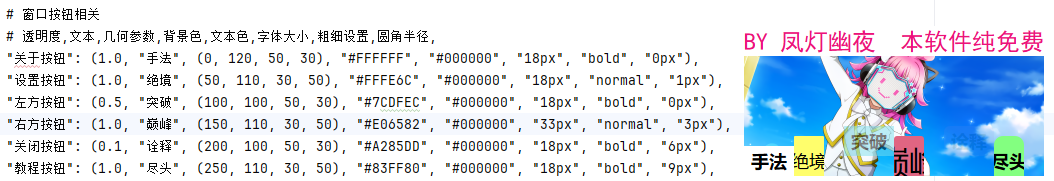 # 窗口按钮相关
# 透明度,文本,几何参数,背景色,文本色,字体大小,粗细设置,圆角半径,
"关于按钮": (1.0, "手法", (0, 120, 50, 30), "#FFFFFF", "#000000", "18px", "bold", "0px"),
"设置按钮": (1.0, "绝境", (50, 110, 30, 50), "#FFFE6C", "#000000", "18px", "normal", "1px"),
"左方按钮": (0.5, "突破", (100, 100, 50, 30), "#7CDFEC", "#000000", "18px", "bold", "0px"),
"右方按钮": (1.0, "巅峰", (150, 110, 30, 50), "#E06582", "#000000", "33px", "normal", "3px"),
"关闭按钮": (0.1, "诠释", (200, 100, 50, 30), "#A285DD", "#000000", "18px", "bold", "6px"),
"教程按钮": (1.0, "尽头", (250, 110, 30, 50), "#83FF80", "#000000", "18px", "bold", "9px"),
BY 凤灯幽夜 本软件纯免费
突破
诠释
手法
绝境
尽头